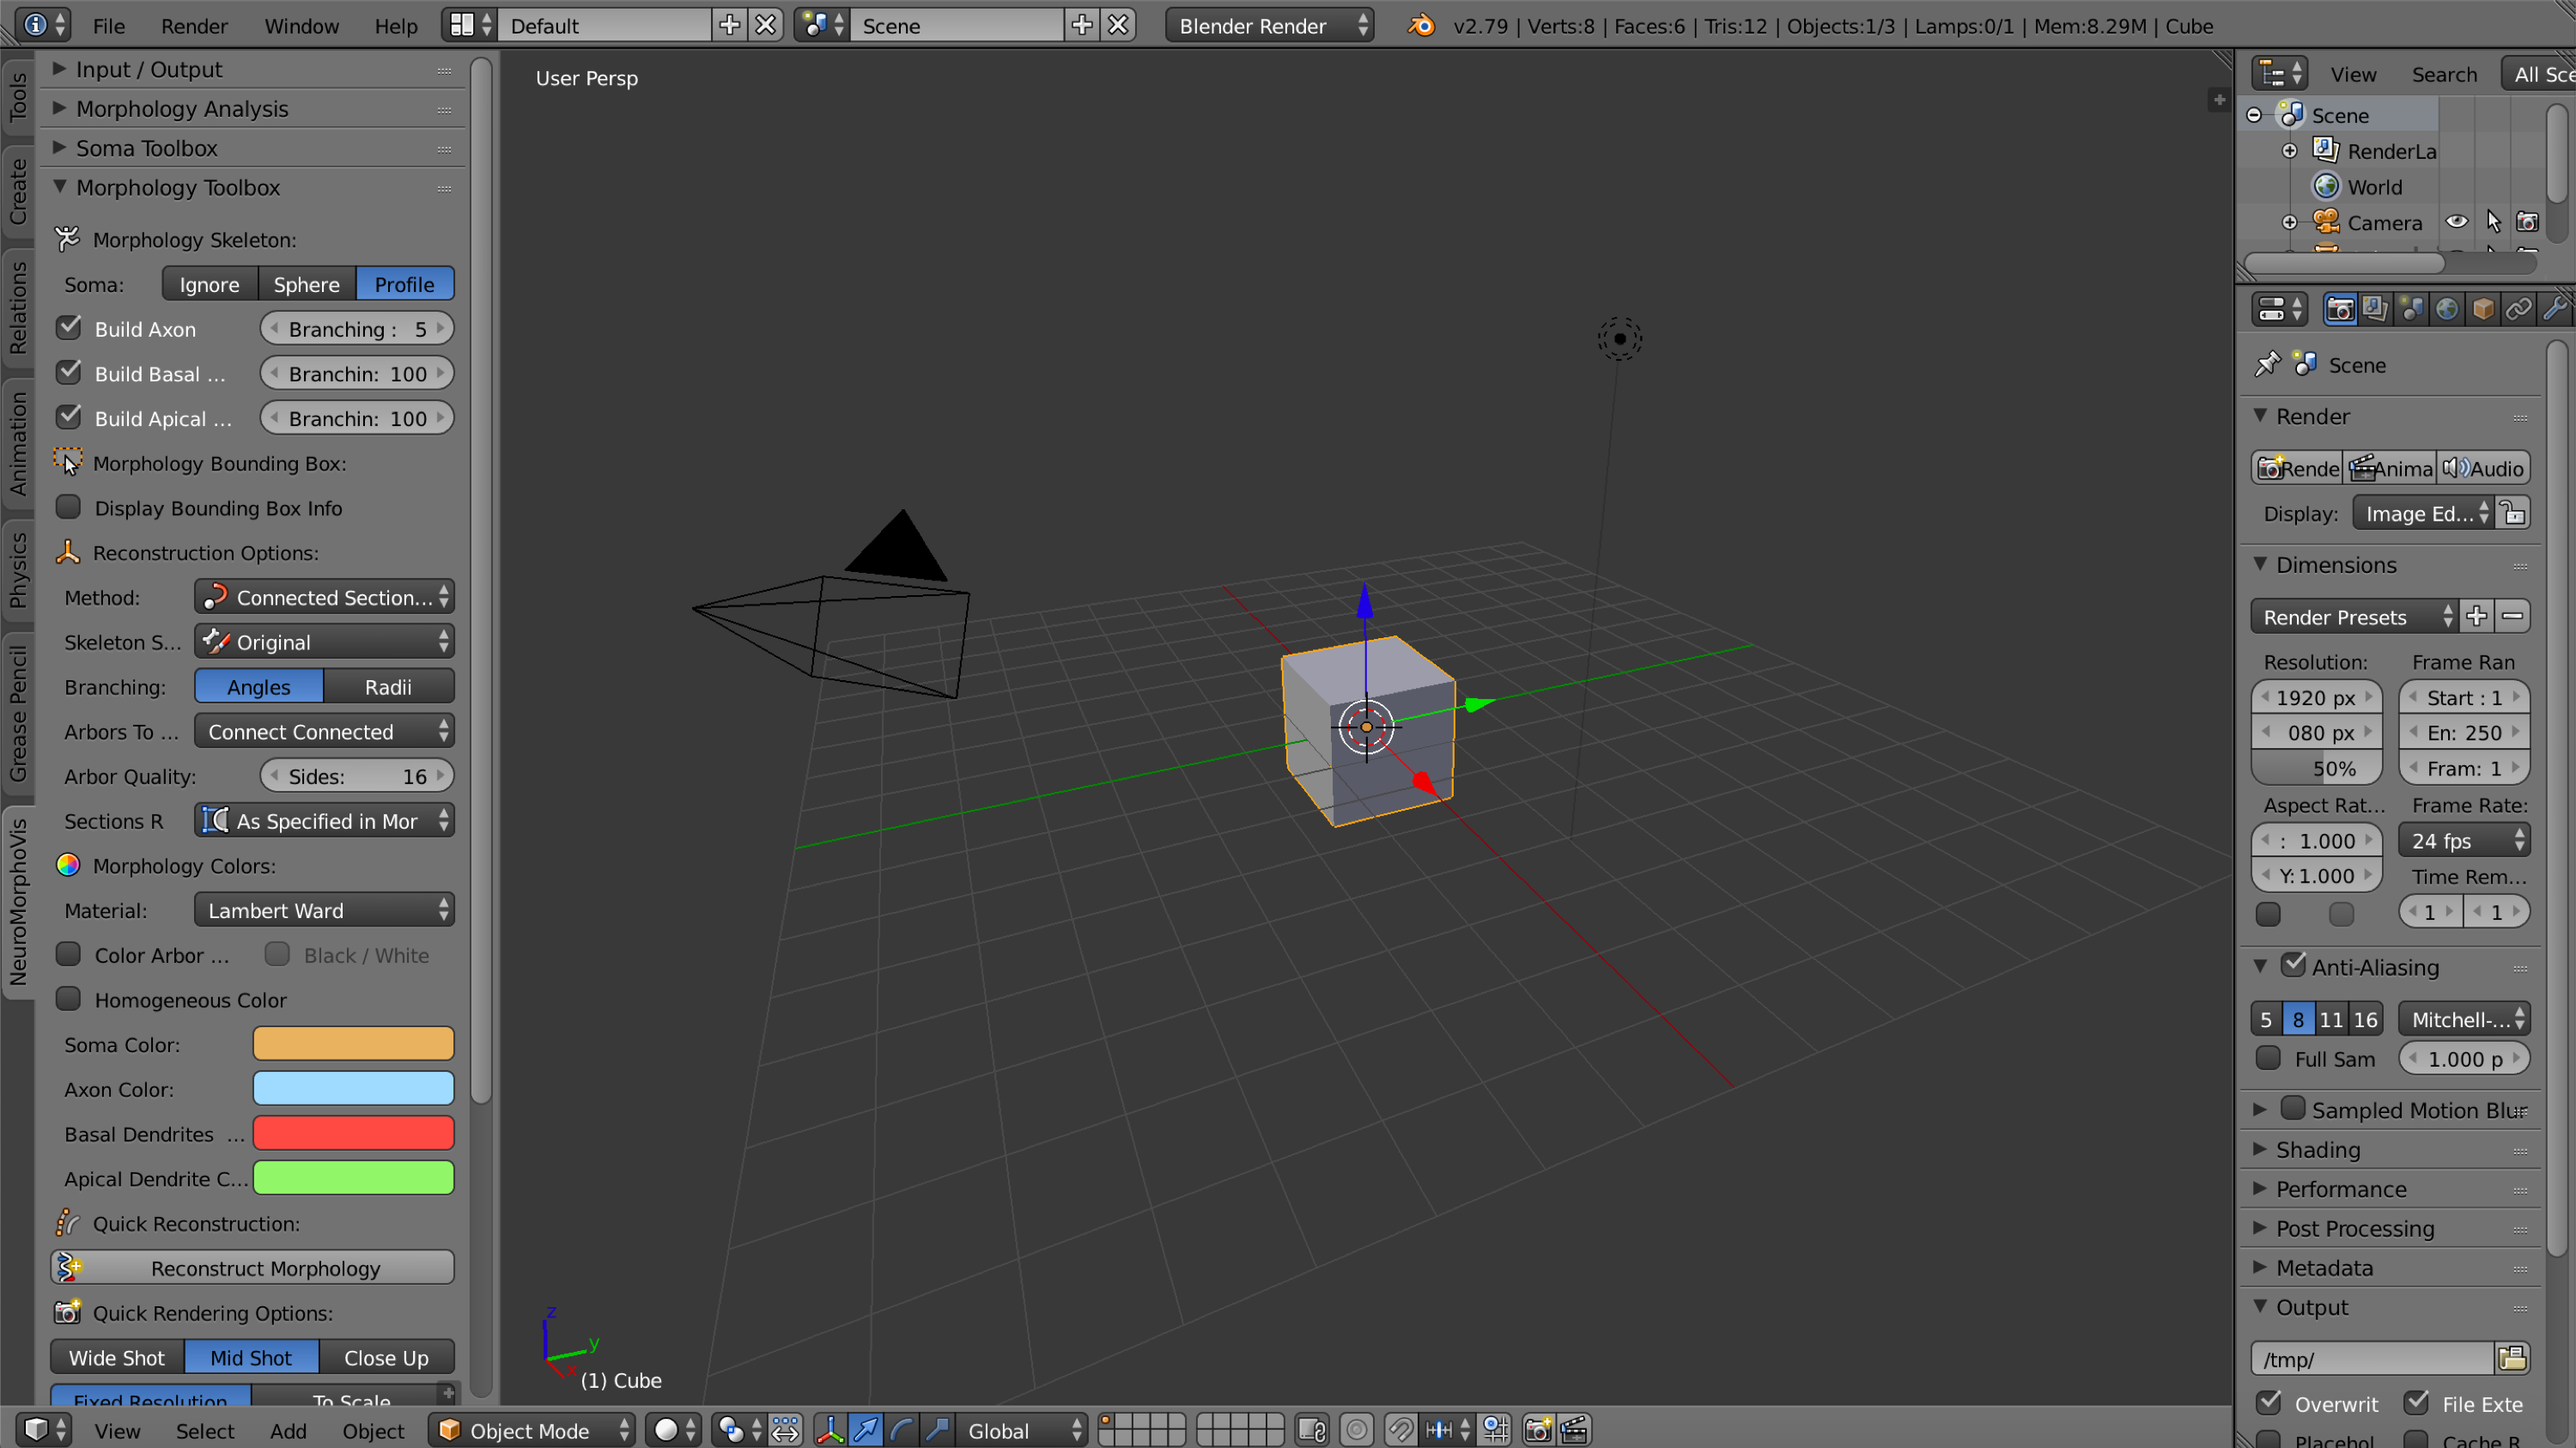 File Render Window Help Default Scene Blender Render v2.79 | Verts:8 | Faces:6 | Tris:12 | Objects:1/3 | Lamps:0/1 | Mem:8.29M | Cube
Tools
Create
Relations
Animation
Physics
Grease Pencil
NeuroMorphoVis
Input / Output
Morphology Analysis
Soma Toolbox
Morphology Toolbox
Morphology Skeleton:
Soma: Ignore Sphere Profile
Build Axon Branching : 5
Build Basal ... Branchin: 100
Build Apical ... Branchin: 100
Morphology Bounding Box:
Display Bounding Box Info
Reconstruction Options:
Method: Connected Section...
Skeleton S... Original
Branching: Angles Radii
Arbors To ... Connect Connected
Arbor Quality: Sides: 16
Sections R As Specified in Mor
Morphology Colors:
Material: Lambert Ward
Color Arbor ... Black / White
Homogeneous Color
Soma Color:
Axon Color:
Basal Dendrites ...
Apical Dendrite C...
Quick Reconstruction:
Reconstruct Morphology
Quick Rendering Options:
Wide Shot Mid Shot Close Up
Fixed Resolution To Scale
User Persp
z
y
x
(1) Cube
View Select Add Object Object Mode Global
View Search All Sce
Scene
RenderLa
World
Camera
Scene
Render
Rende Anima Audio
Display: Image Ed...
Dimensions
Render Presets
Resolution: Frame Ran
1920 px Start : 1
080 px En: 250
50% Fram: 1
Aspect Rat... Frame Rate:
: 1.000 24 fps
Y: 1.000 Time Rem...
1 1
Anti-Aliasing
5 8 11 16 Mitchell-...
Full Sam 1.000 p
Sampled Motion Blur
Shading
Performance
Post Processing
Metadata
Output
/tmp/
Overwrit File Exte
Placehol Cache R